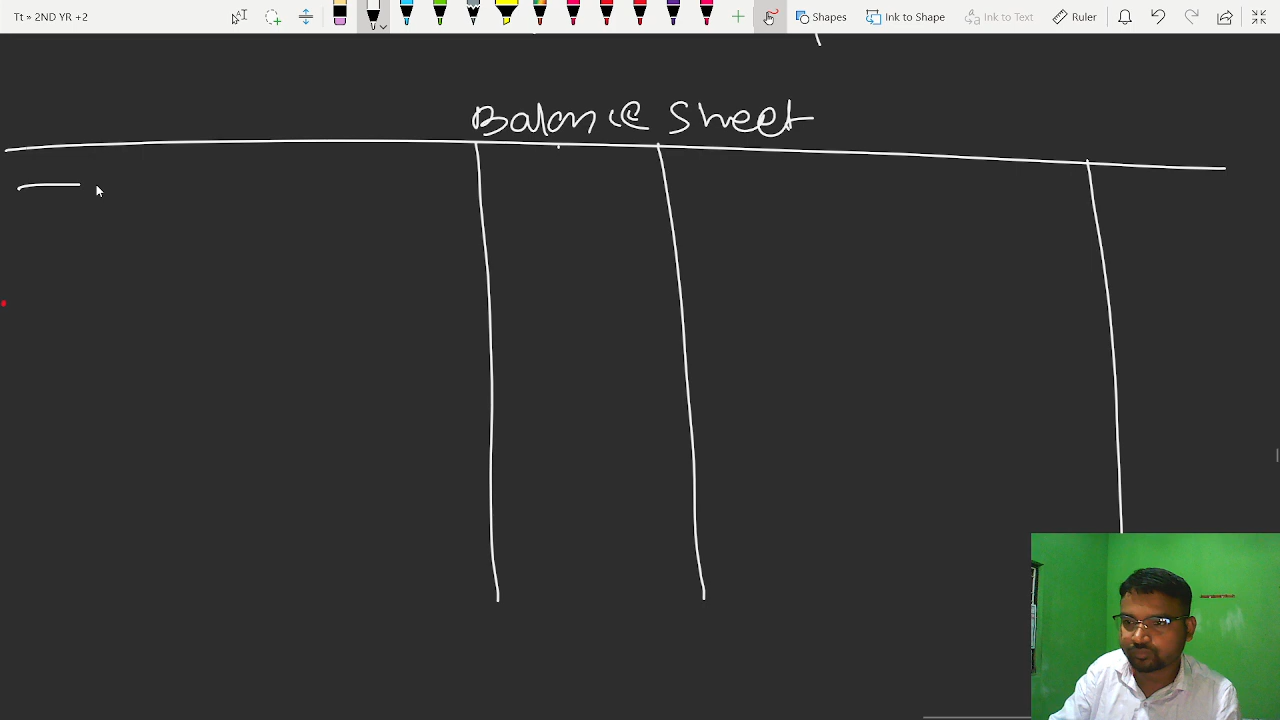 Tt » 2ND YR +2
Shapes
Ink to Shape
Ink to Text
Ruler
Balance Sheet